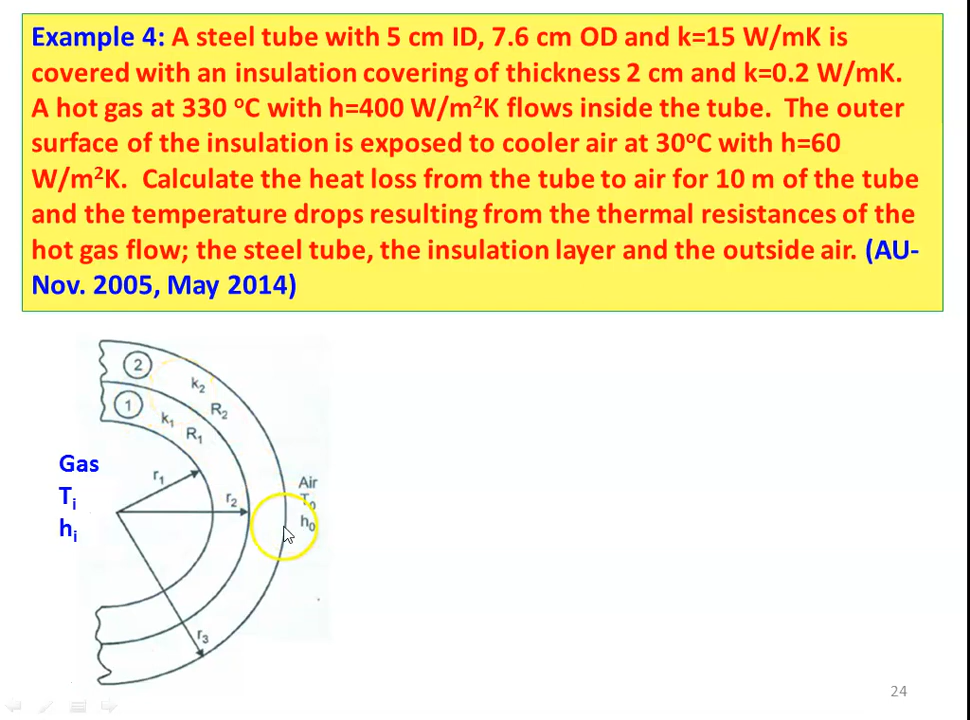 Example 4: A steel tube with 5 cm ID, 7.6 cm OD and k=15 W/mK is
covered with an insulation covering of thickness 2 cm and k=0.2 W/mK.
A hot gas at 330 ºC with h=400 W/m²K flows inside the tube. The outer
surface of the insulation is exposed to cooler air at 30ºC with h=60
W/m²K. Calculate the heat loss from the tube to air for 10 m of the tube
and the temperature drops resulting from the thermal resistances of the
hot gas flow; the steel tube, the insulation layer and the outside air. (AU-
Nov. 2005, May 2014)
2
k₂
R₂
1
k₁
R₁
Gas
Tᵢ
hᵢ
r₁
r₂
Air
T₀
h₀
r₃
24